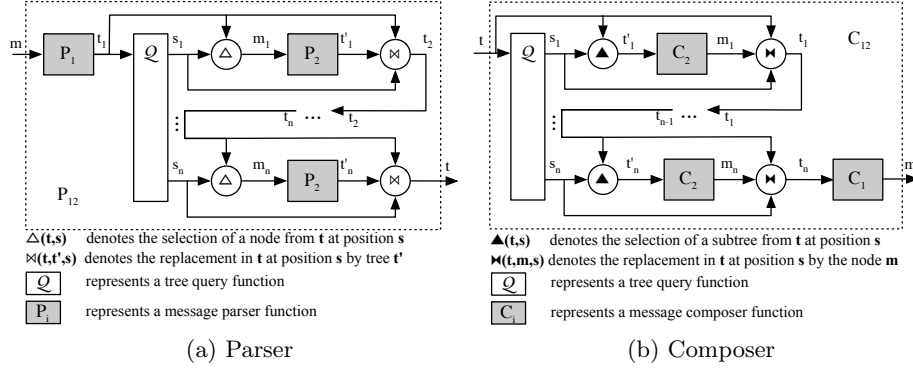 m P₁ t₁ Q s₁ △ m₁ P₂ t'₁ ⋈ t₂
⋮ tₙ ... t₂
sₙ △ mₙ P₂ t'ₙ ⋈ t
P₁₂
△(t,s) denotes the selection of a node from t at position s
⋈(t,t',s) denotes the replacement in t at position s by tree t'
Q represents a tree query function
Pᵢ represents a message parser function
(a) Parser
t Q s₁ ▲ t'₁ C₂ m₁ ⧓ t₁ C₁₂
⋮ tₙ₋₁ ... t₁
sₙ ▲ t'ₙ C₂ mₙ ⧓ tₙ C₁ m
▲(t,s) denotes the selection of a subtree from t at position s
⧓(t,m,s) denotes the replacement in t at position s by the node m
Q represents a tree query function
Cᵢ represents a message composer function
(b) Composer